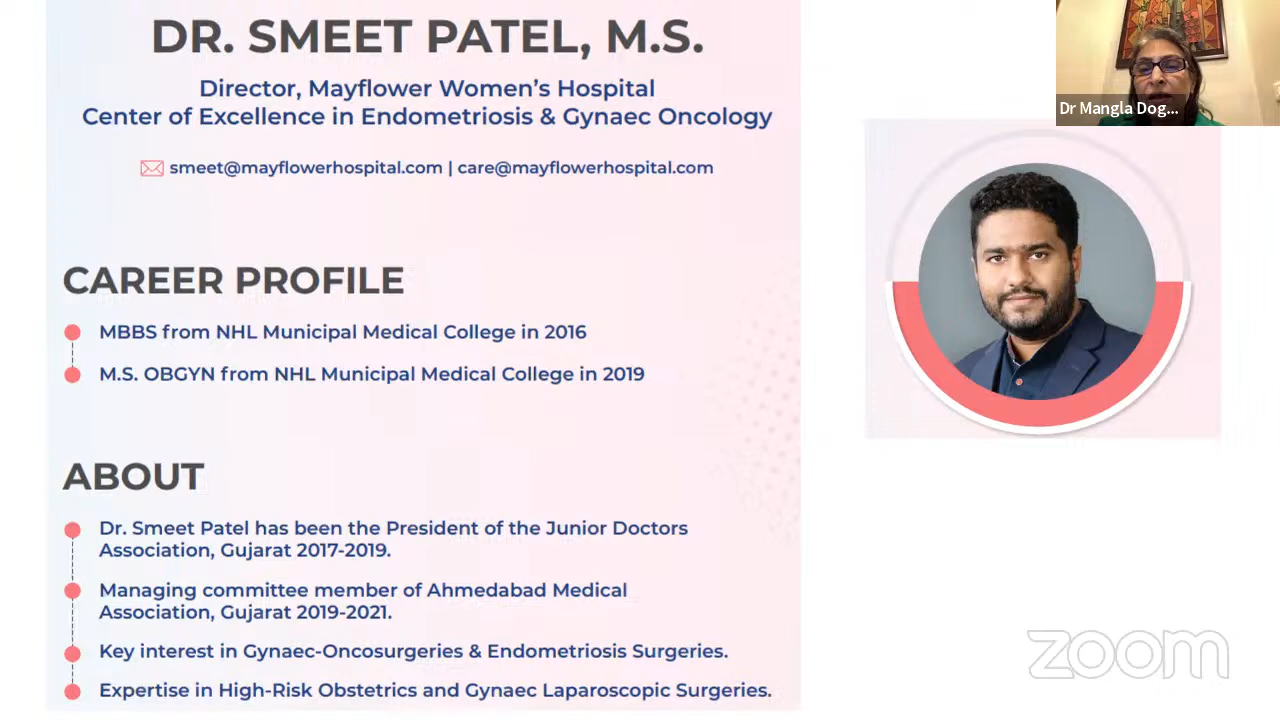 DR. SMEET PATEL, M.S.
Director, Mayflower Women's Hospital
Center of Excellence in Endometriosis & Gynaec Oncology
smeet@mayflowerhospital.com | care@mayflowerhospital.com
CAREER PROFILE
MBBS from NHL Municipal Medical College in 2016
M.S. OBGYN from NHL Municipal Medical College in 2019
ABOUT
Dr. Smeet Patel has been the President of the Junior Doctors
Association, Gujarat 2017-2019.
Managing committee member of Ahmedabad Medical
Association, Gujarat 2019-2021.
Key interest in Gynaec-Oncosurgeries & Endometriosis Surgeries.
Expertise in High-Risk Obstetrics and Gynaec Laparoscopic Surgeries.
Dr Mangla Dog...
zoom